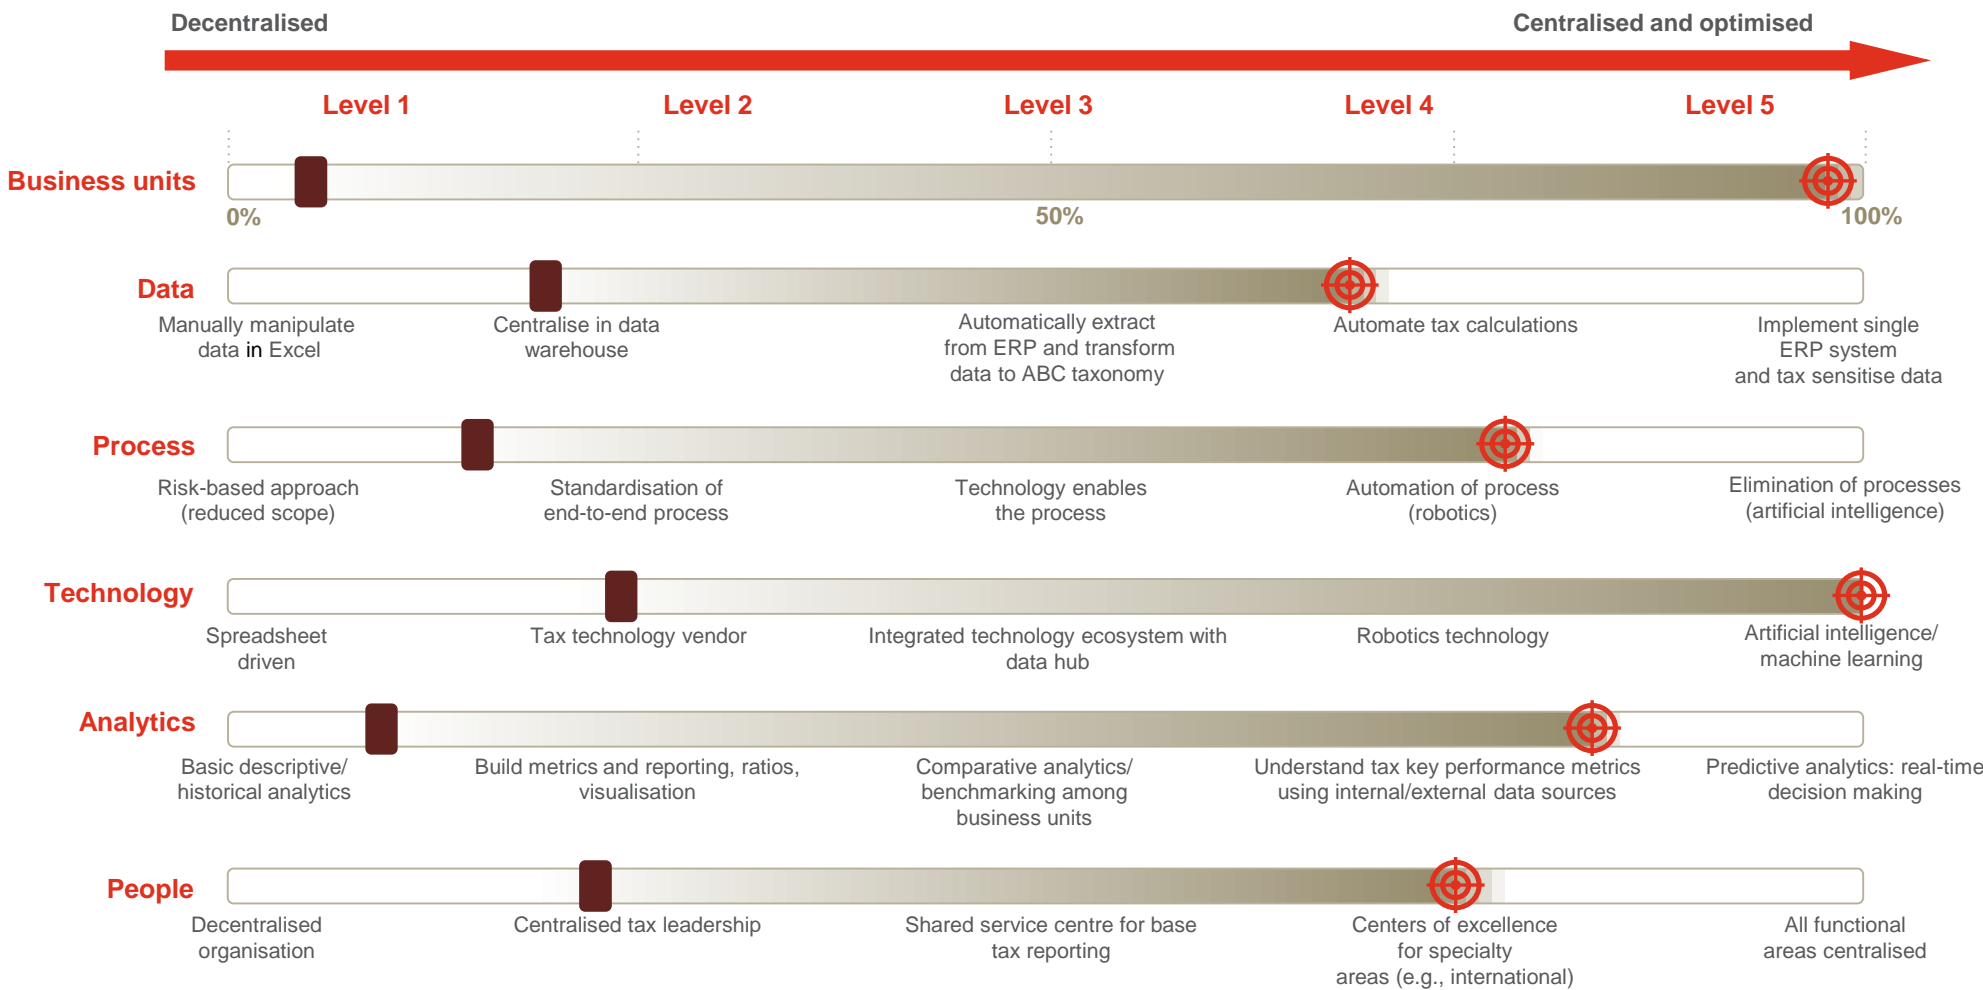 Decentralised
Centralised and optimised
Level 1
Level 2
Level 3
Level 4
Level 5
Business units
0%
50%
100%
Data
Manually manipulate
data in Excel
Centralise in data
warehouse
Automatically extract
from ERP and transform
data to ABC taxonomy
Automate tax calculations
Implement single
ERP system
and tax sensitise data
Process
Risk-based approach
(reduced scope)
Standardisation of
end-to-end process
Technology enables
the process
Automation of process
(robotics)
Elimination of processes
(artificial intelligence)
Technology
Spreadsheet
driven
Tax technology vendor
Integrated technology ecosystem with
data hub
Robotics technology
Artificial intelligence/
machine learning
Analytics
Basic descriptive/
historical analytics
Build metrics and reporting, ratios,
visualisation
Comparative analytics/
benchmarking among
business units
Understand tax key performance metrics
using internal/external data sources
Predictive analytics: real-time
decision making
People
Decentralised
organisation
Centralised tax leadership
Shared service centre for base
tax reporting
Centers of excellence
for specialty
areas (e.g., international)
All functional
areas centralised